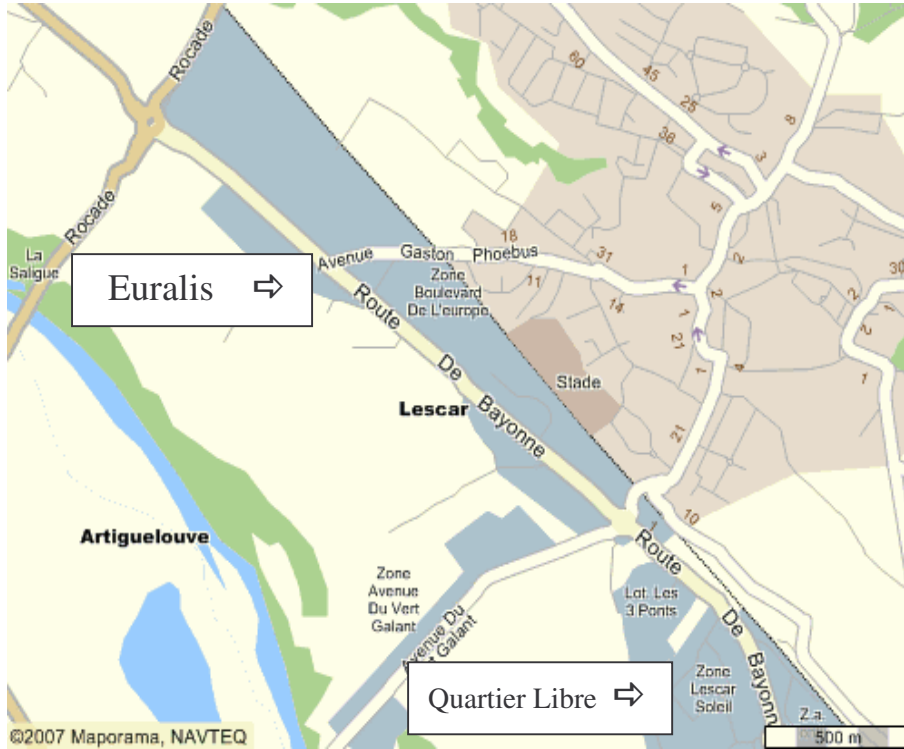 Rocade
60
45
25
36
3
8
5
Rocade
La
Saligue
Euralis ⇨
Avenue Gaston Phoebus
18
31
11
14
1
2
2
1
21
1
4
30
2
1
2
1
Zone
Boulevard
De L'europe
Route De Bayonne
Stade
Lescar
21
10
1
Artiguelouve
Zone
Avenue
Du Vert
Galant
Avenue Du
Galant
Route De Bayonne
Lot. Les
3 Ponts
Zone
Lescar
Soleil
Z.a.
Quartier Libre ⇨
©2007 Maporama, NAVTEQ
500 m